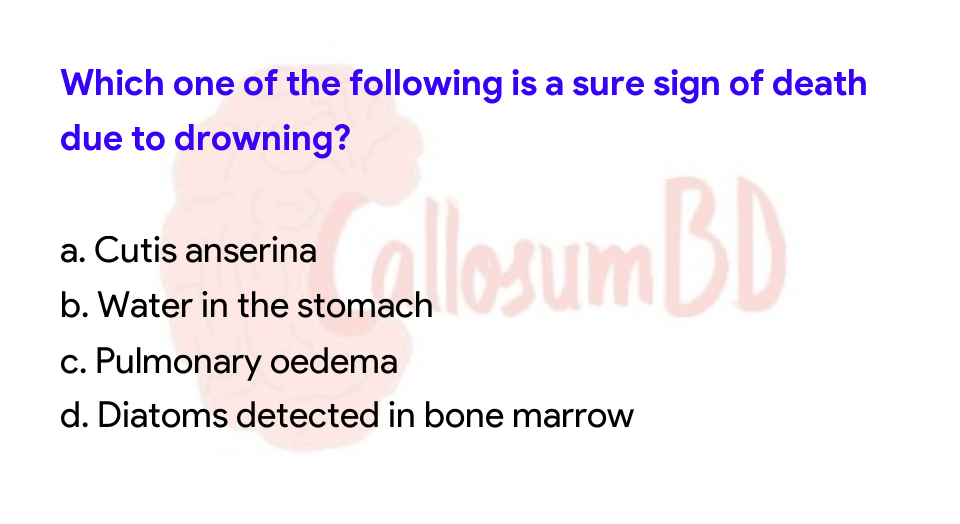 Which one of the following is a sure sign of death
due to drowning?
a. Cutis anserina
b. Water in the stomach
c. Pulmonary oedema
d. Diatoms detected in bone marrow
CallosumBD